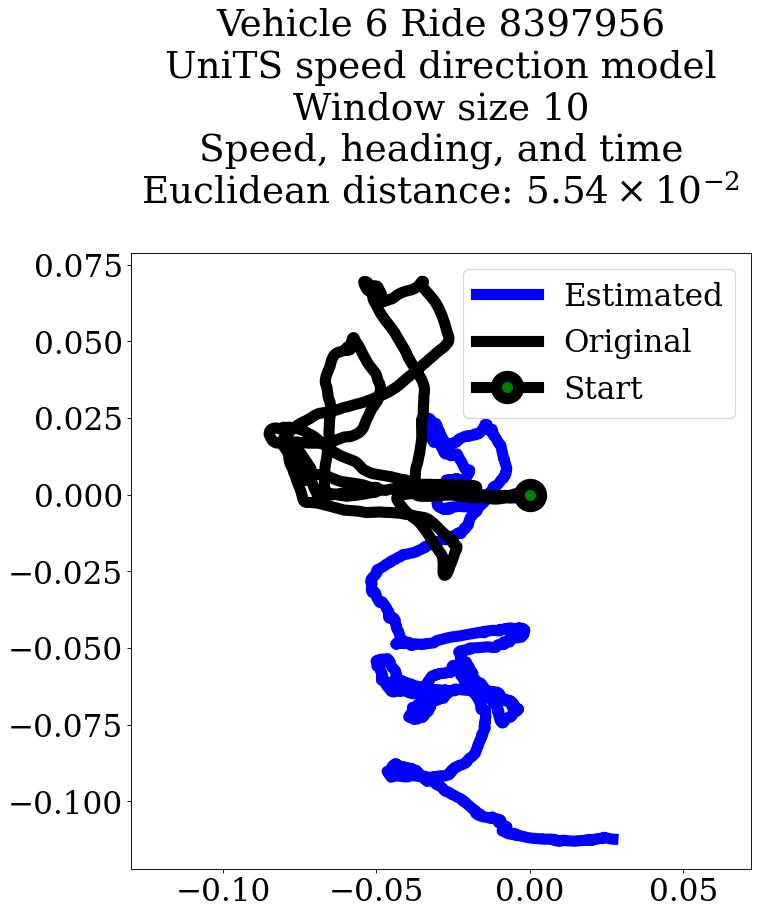 Vehicle 6 Ride 8397956
UniTS speed direction model
Window size 10
Speed, heading, and time
Euclidean distance: 5.54 × 10⁻²
Estimated
Original
Start
0.075
0.050
0.025
0.000
−0.025
−0.050
−0.075
−0.100
−0.10
−0.05
0.00
0.05